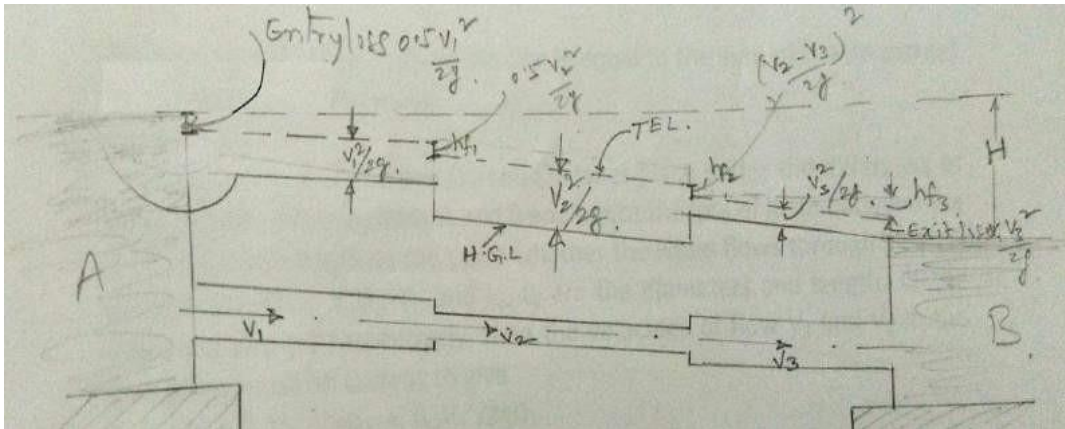 Entry loss 0.5 V₁²/2g.
0.5 V₂²/2g
(V₂-V₃)²/2g
V₁²/2g.
hf₁
TEL.
V₂²/2g.
hf₂
V₃²/2g.
hf₃
H
H.G.L
Exit loss V₃²/2g
A
B.
V₁
V₂
V₃